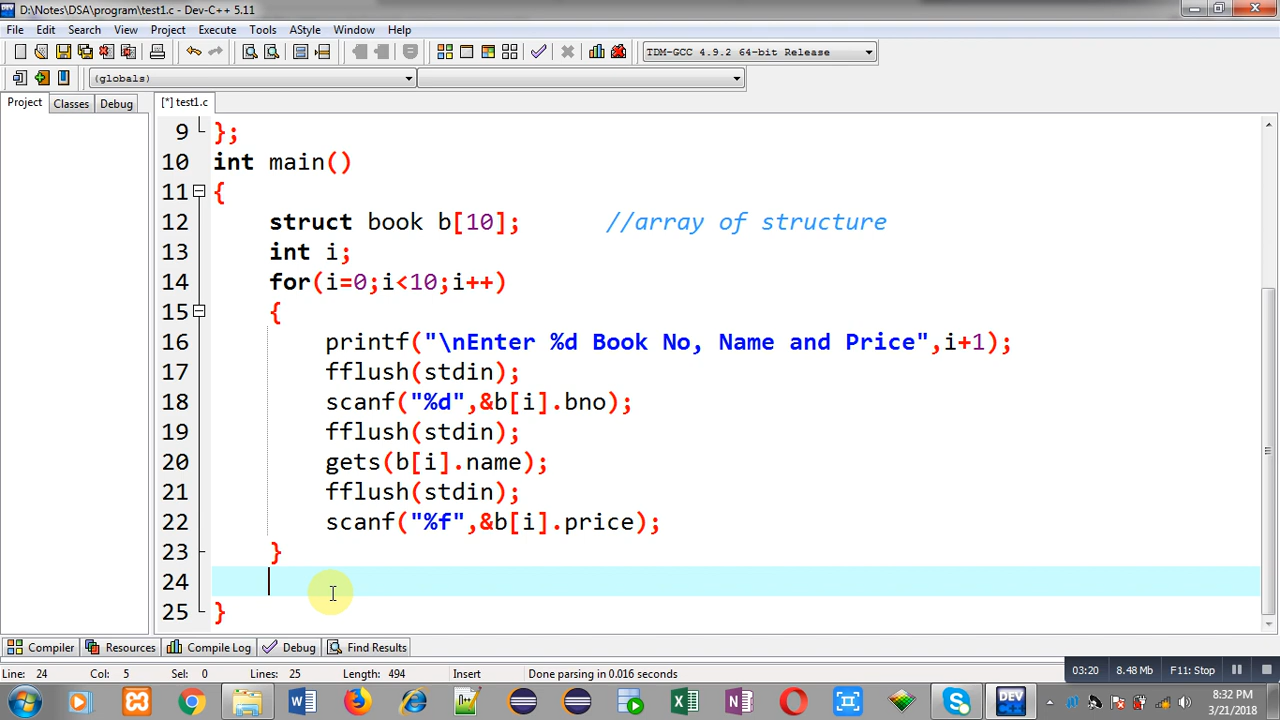 D:\Notes\DSA\program\test1.c - Dev-C++ 5.11
File Edit Search View Project Execute Tools AStyle Window Help
TDM-GCC 4.9.2 64-bit Release
(globals)
Project Classes Debug [*] test1.c
9 };
10 int main()
11 {
12 struct book b[10]; //array of structure
13 int i;
14 for(i=0;i<10;i++)
15 {
16 printf("\nEnter %d Book No, Name and Price",i+1);
17 fflush(stdin);
18 scanf("%d",&b[i].bno);
19 fflush(stdin);
20 gets(b[i].name);
21 fflush(stdin);
22 scanf("%f",&b[i].price);
23 }
24
25 }
Compiler Resources Compile Log Debug Find Results
Line: 24 Col: 5 Sel: 0 Lines: 25 Length: 494 Insert Done parsing in 0.016 seconds
03:20 8.48 Mb F11: Stop
DEV
8:32 PM
3/21/2018